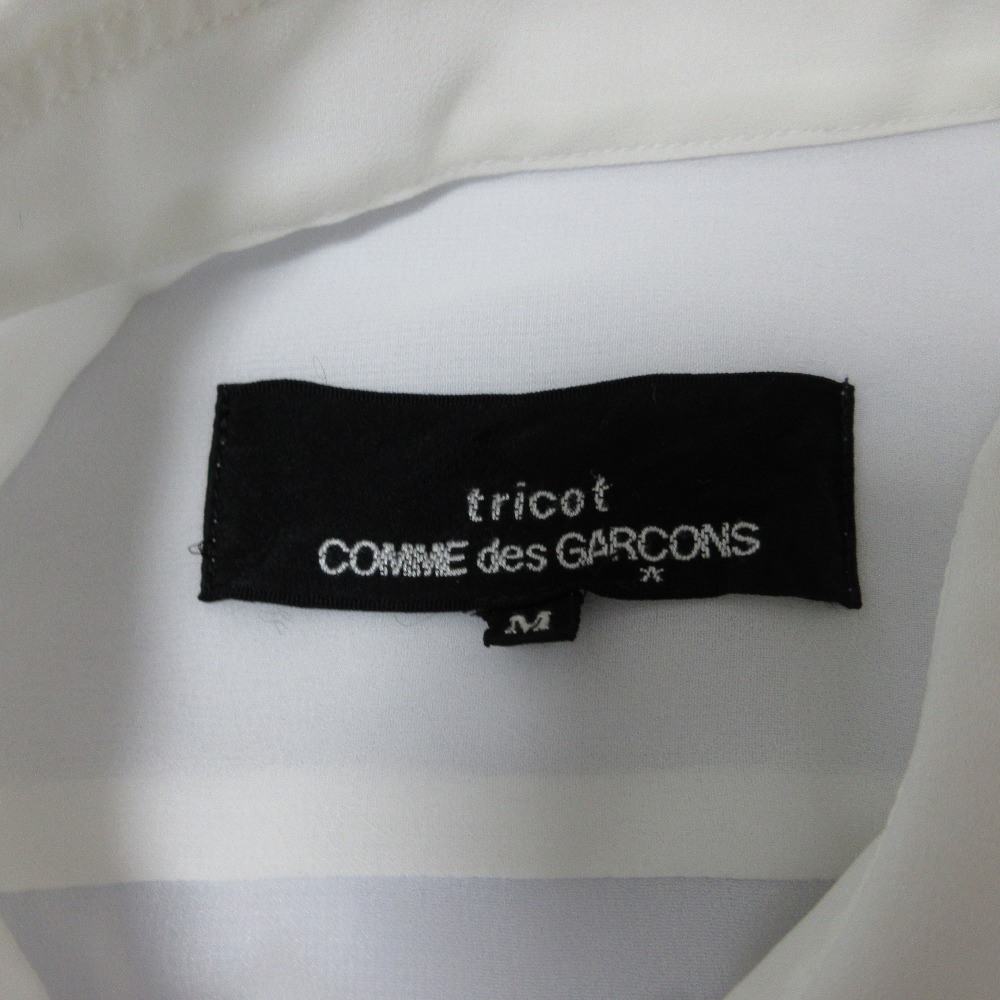 tricot
COMME des GARCONS
*
M